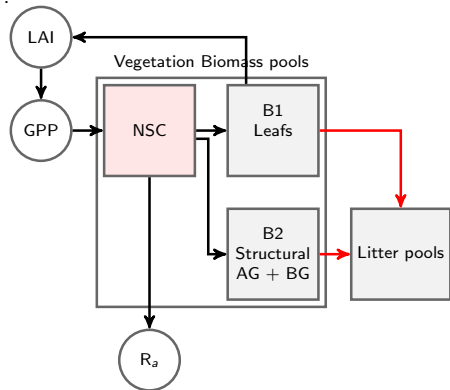 .
LAI
Vegetation Biomass pools
GPP
NSC
B1
Leafs
B2
Structural
AG + BG
Litter pools
Rₐ